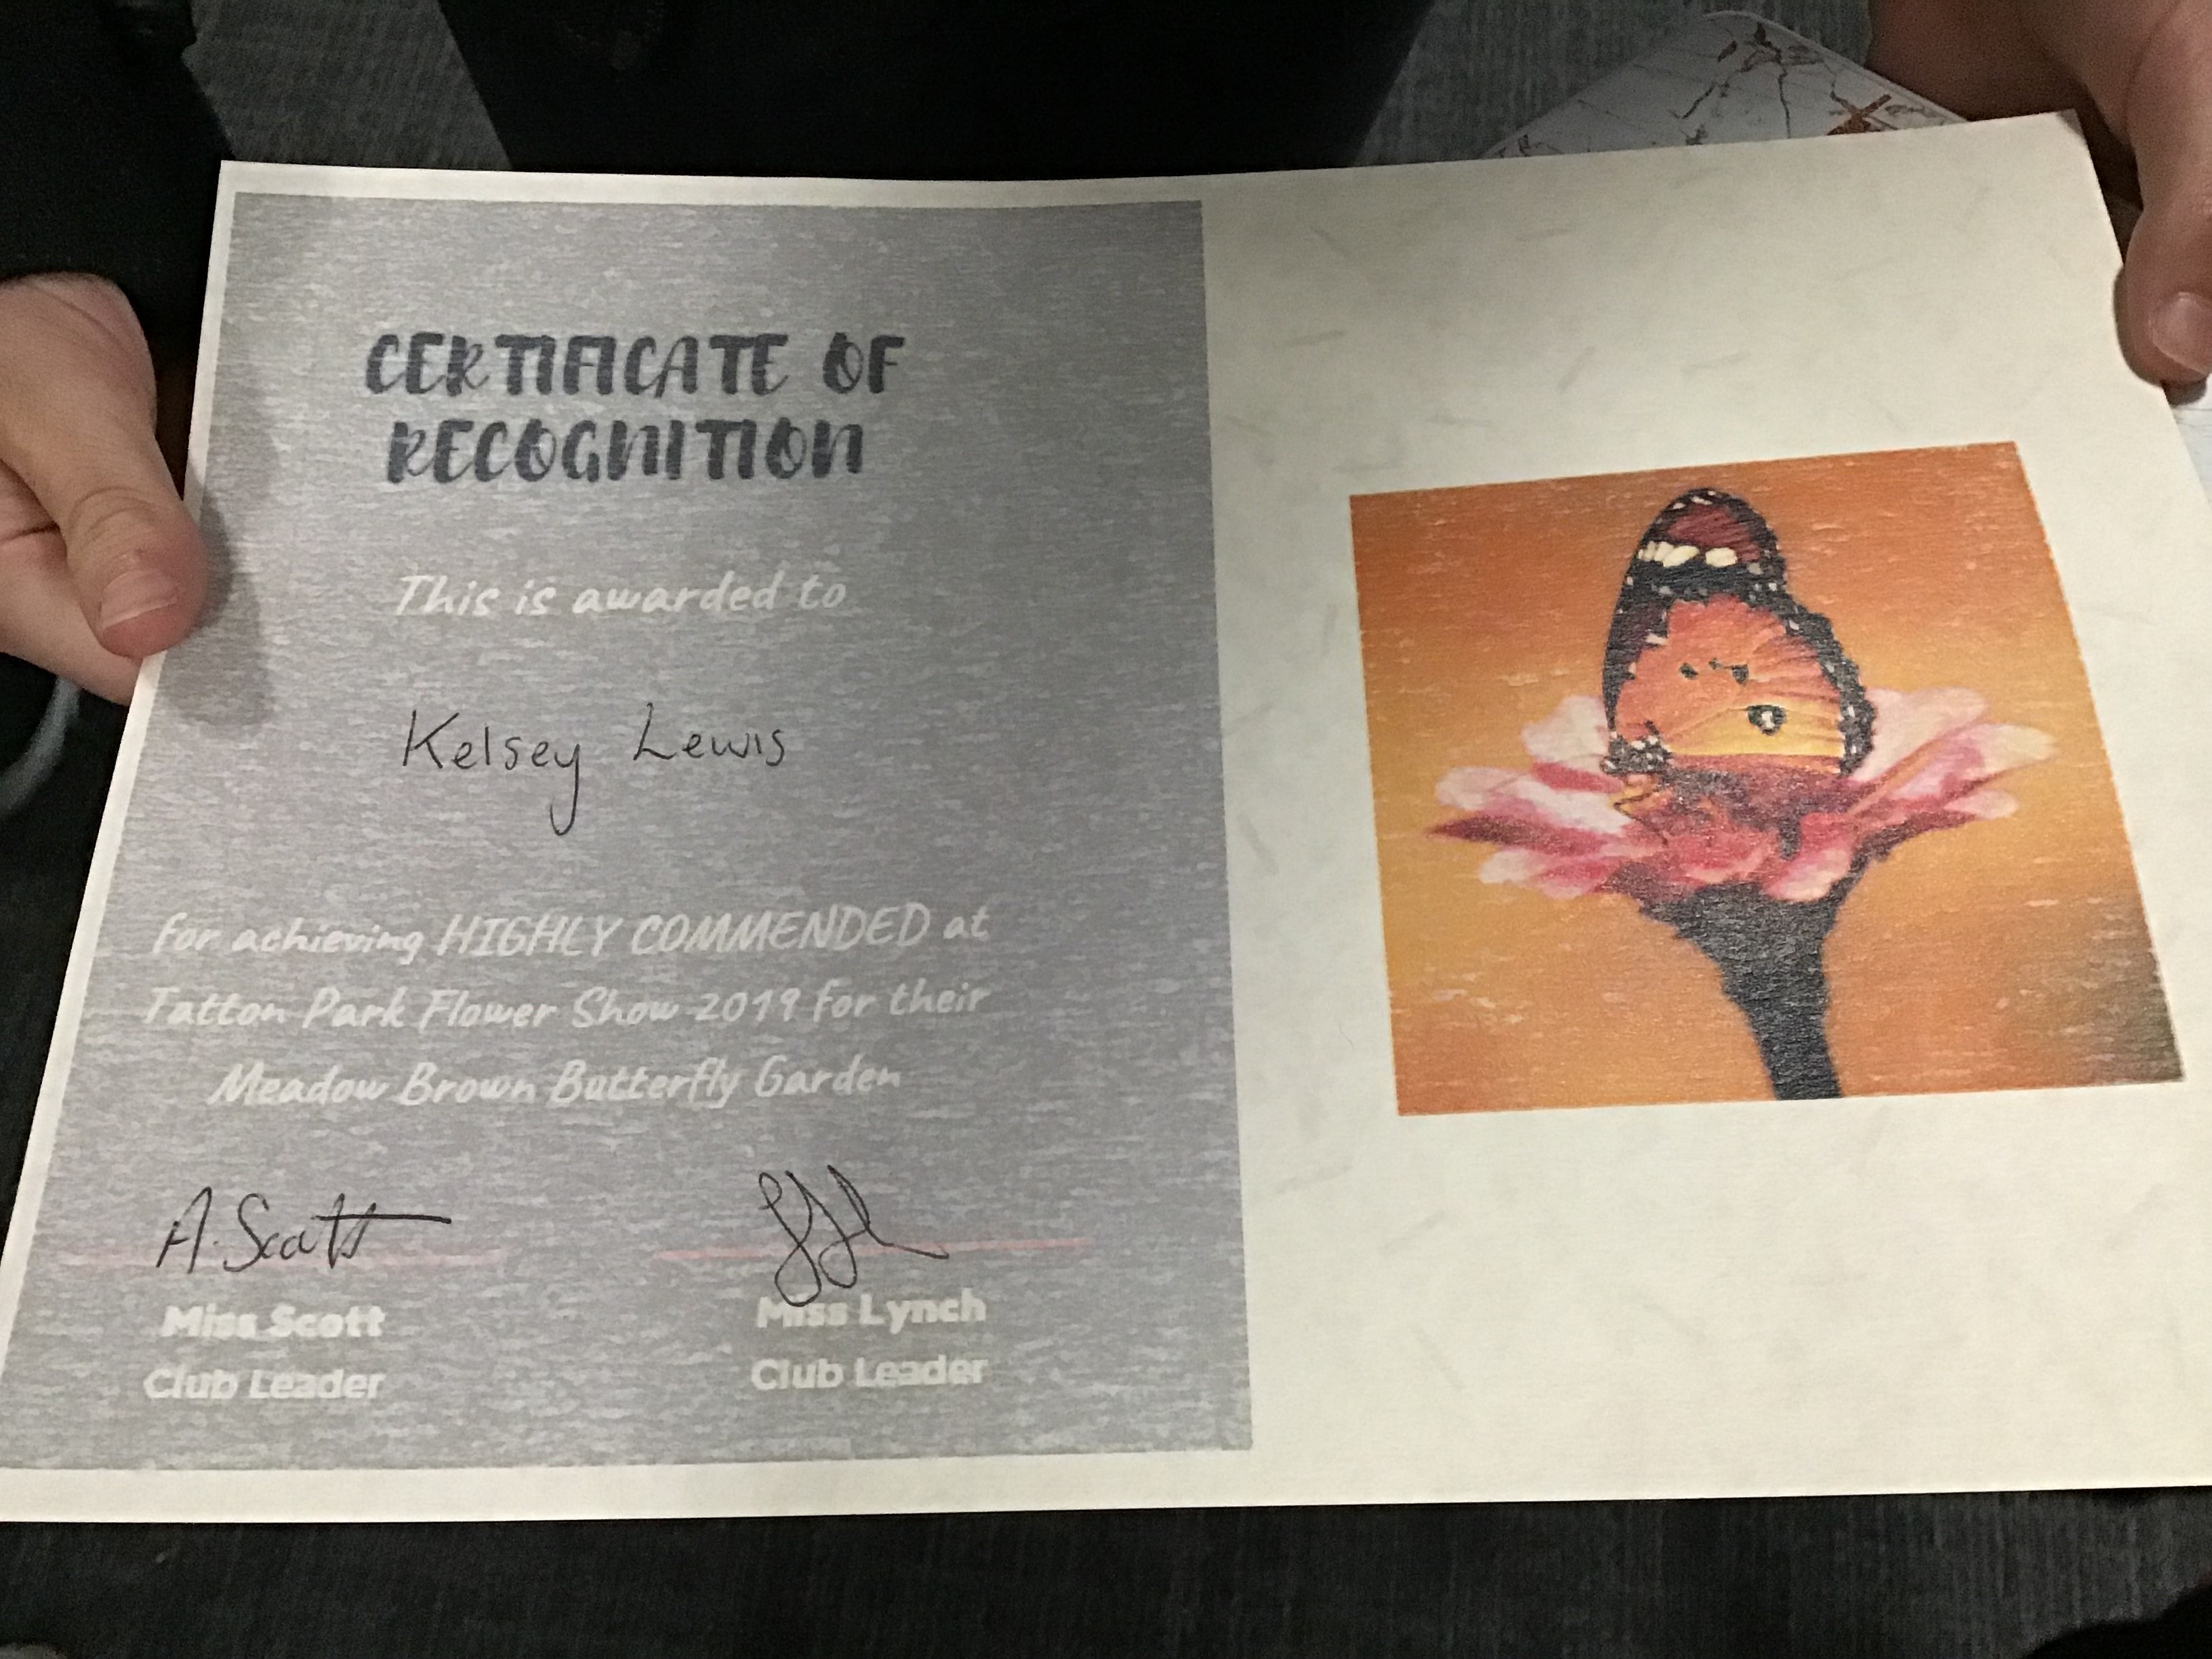 CERTIFICATE OF
RECOGNITION
This is awarded to
Kelsey Lewis
for achieving HIGHLY COMMENDED at
Tatton Park Flower Show 2019 for their
Meadow Brown Butterfly Garden
A. Scott
Miss Scott
Miss Lynch
Club Leader
Club Leader